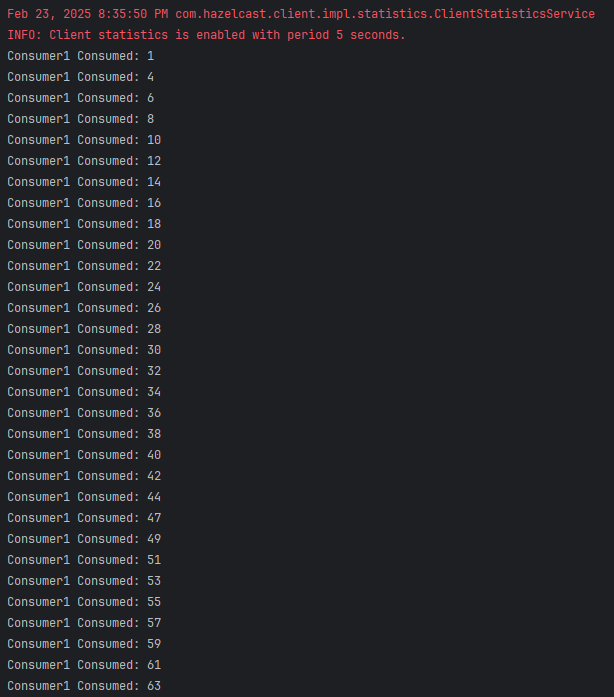 Feb 23, 2025 8:35:50 PM com.hazelcast.client.impl.statistics.ClientStatisticsService
INFO: Client statistics is enabled with period 5 seconds.
Consumer1 Consumed: 1
Consumer1 Consumed: 4
Consumer1 Consumed: 6
Consumer1 Consumed: 8
Consumer1 Consumed: 10
Consumer1 Consumed: 12
Consumer1 Consumed: 14
Consumer1 Consumed: 16
Consumer1 Consumed: 18
Consumer1 Consumed: 20
Consumer1 Consumed: 22
Consumer1 Consumed: 24
Consumer1 Consumed: 26
Consumer1 Consumed: 28
Consumer1 Consumed: 30
Consumer1 Consumed: 32
Consumer1 Consumed: 34
Consumer1 Consumed: 36
Consumer1 Consumed: 38
Consumer1 Consumed: 40
Consumer1 Consumed: 42
Consumer1 Consumed: 44
Consumer1 Consumed: 47
Consumer1 Consumed: 49
Consumer1 Consumed: 51
Consumer1 Consumed: 53
Consumer1 Consumed: 55
Consumer1 Consumed: 57
Consumer1 Consumed: 59
Consumer1 Consumed: 61
Consumer1 Consumed: 63